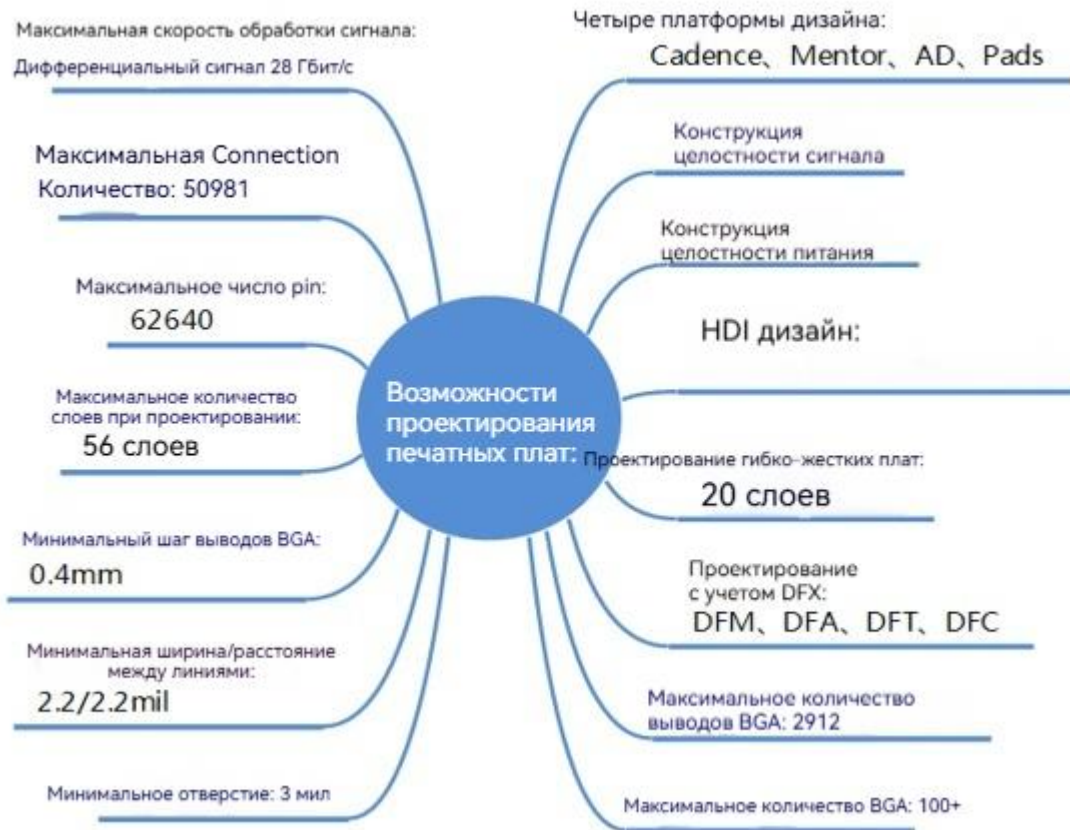 Максимальная скорость обработки сигнала:
Дифференциальный сигнал 28 Гбит/с
Максимальная Connection
Количество: 50981
Максимальное число pin:
62640
Максимальное количество
слоев при проектировании:
56 слоев
Минимальный шаг выводов BGA:
0.4mm
Минимальная ширина/расстояние
между линиями:
2.2/2.2mil
Минимальное отверстие: 3 мил
Возможности
проектирования
печатных плат:
Четыре платформы дизайна:
Cadence、Mentor、AD、Pads
Конструкция
целостности сигнала
Конструкция
целостности питания
HDI дизайн:
Проектирование гибко-жестких плат:
20 слоев
Проектирование
с учетом DFX:
DFM、DFA、DFT、DFC
Максимальное количество
выводов BGA: 2912
Максимальное количество BGA: 100+